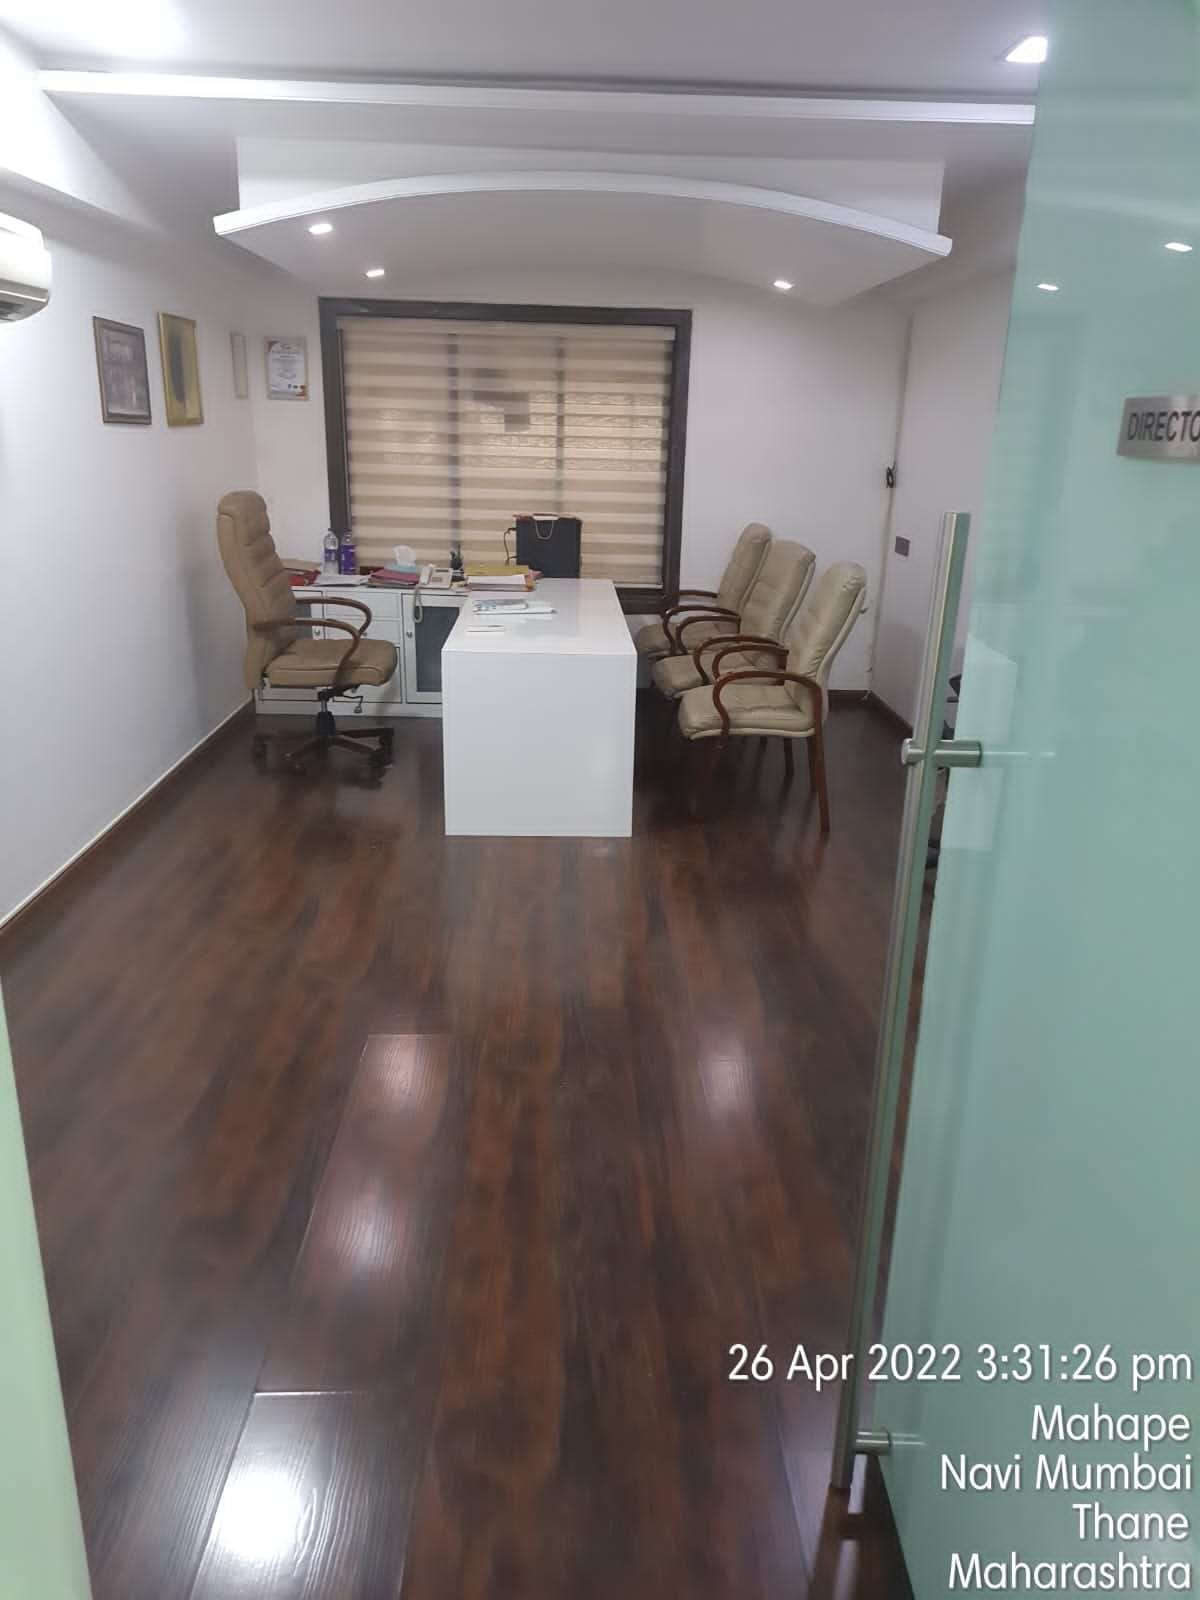 DIRECTO
26 Apr 2022 3:31:26 pm
Mahape
Navi Mumbai
Thane
Maharashtra